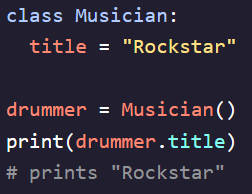 class Musician:
  title = "Rockstar"

drummer = Musician()
print(drummer.title)
# prints "Rockstar"